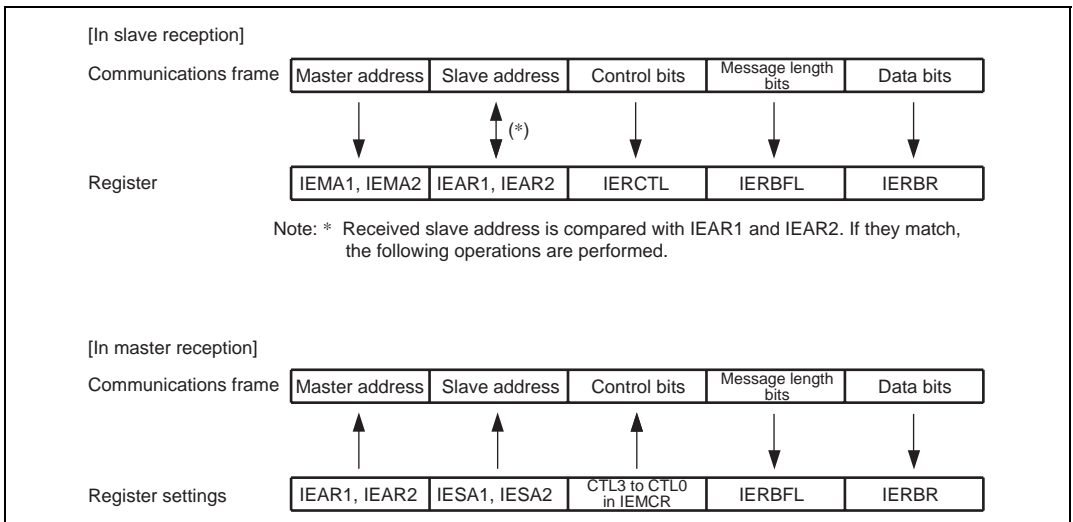 [In slave reception]
Communications frame Master address Slave address Control bits Message length bits Data bits
(*)
Register IEMA1, IEMA2 IEAR1, IEAR2 IERCTL IERBFL IERBR
Note: * Received slave address is compared with IEAR1 and IEAR2. If they match,
the following operations are performed.
[In master reception]
Communications frame Master address Slave address Control bits Message length bits Data bits
Register settings IEAR1, IEAR2 IESA1, IESA2 CTL3 to CTL0 in IEMCR IERBFL IERBR